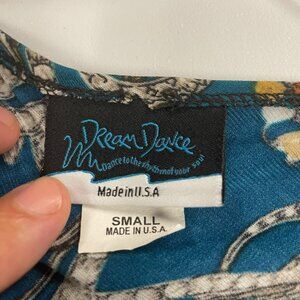 Dream Dance
Dance to the rhythm of your soul
Made in U.S.A
SMALL
MADE IN U.S.A.